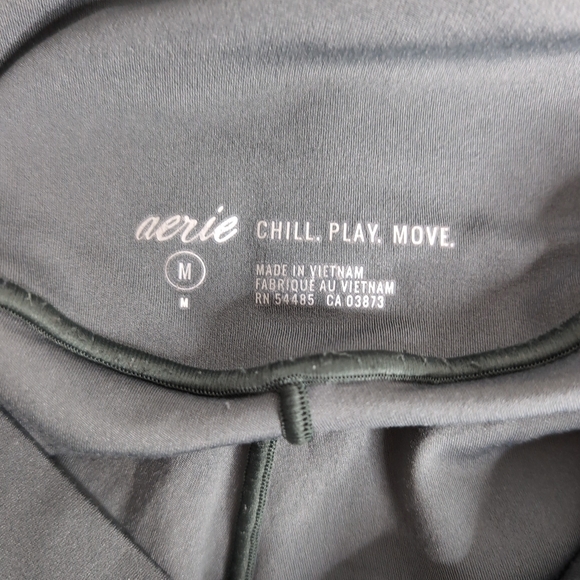 aerie CHILL. PLAY. MOVE.
M
M
MADE IN VIETNAM
FABRIQUÉ AU VIETNAM
RN 54485 CA 03873